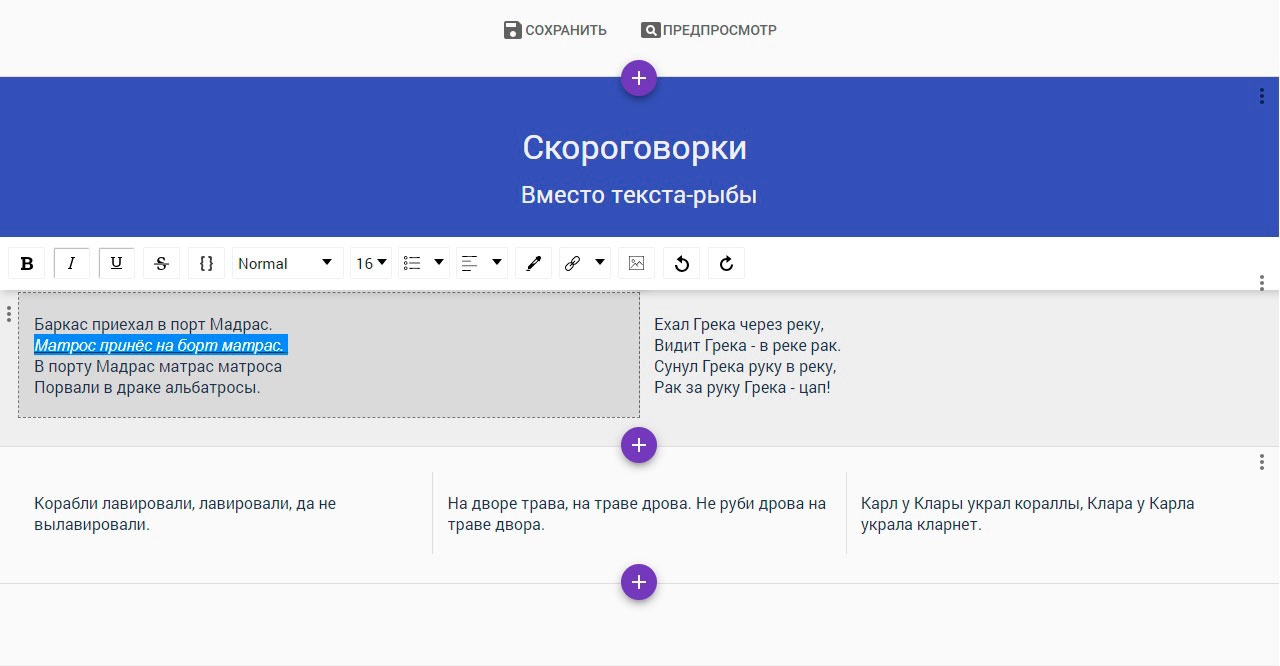 СОХРАНИТЬ ПРЕДПРОСМОТР
Скороговорки
Вместо текста-рыбы
B I U S {} Normal 16
Баркас приехал в порт Мадрас.
Матрос принёс на борт матрас.
В порту Мадрас матрас матроса
Порвали в драке альбатросы.
Ехал Грека через реку,
Видит Грека - в реке рак.
Сунул Грека руку в реку,
Рак за руку Грека - цап!
Корабли лавировали, лавировали, да не
вылавировали.
На дворе трава, на траве дрова. Не руби дрова на
траве двора.
Карл у Клары украл кораллы, Клара у Карла
украла кларнет.